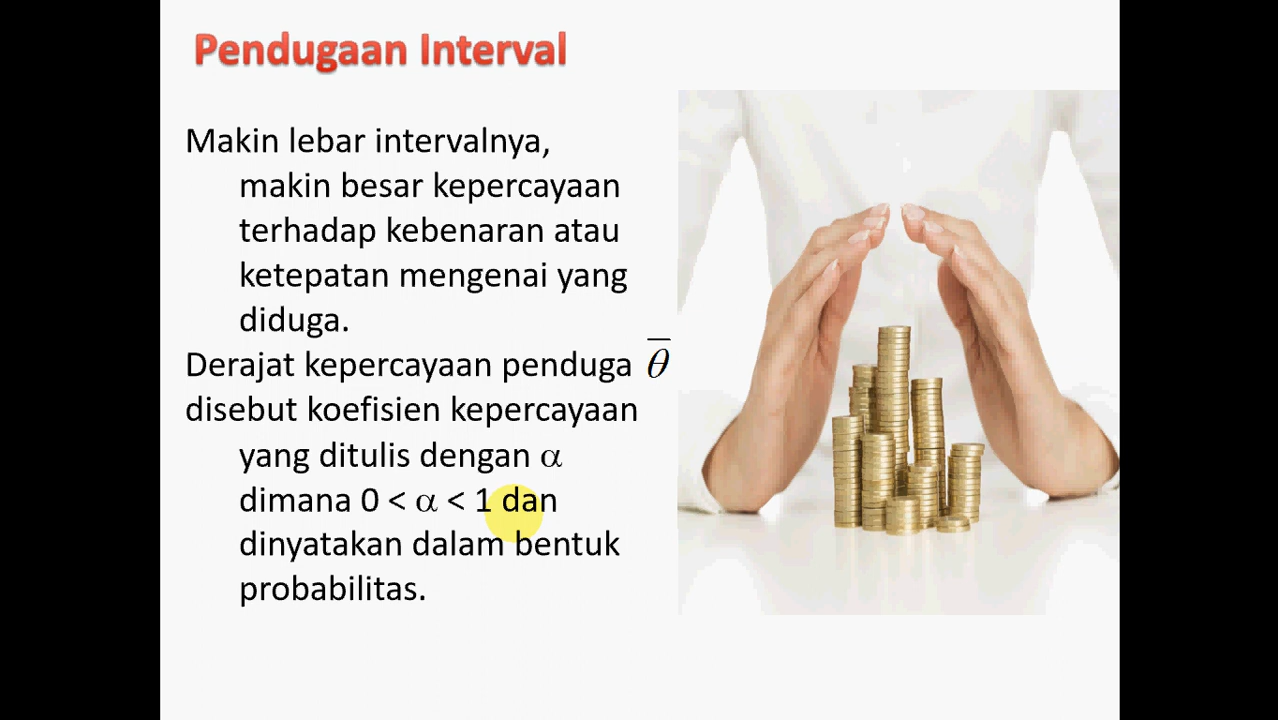 Pendugaan Interval
Makin lebar intervalnya,
makin besar kepercayaan
terhadap kebenaran atau
ketepatan mengenai yang
diduga.
Derajat kepercayaan penduga θ̅
disebut koefisien kepercayaan
yang ditulis dengan α
dimana 0 < α < 1 dan
dinyatakan dalam bentuk
probabilitas.